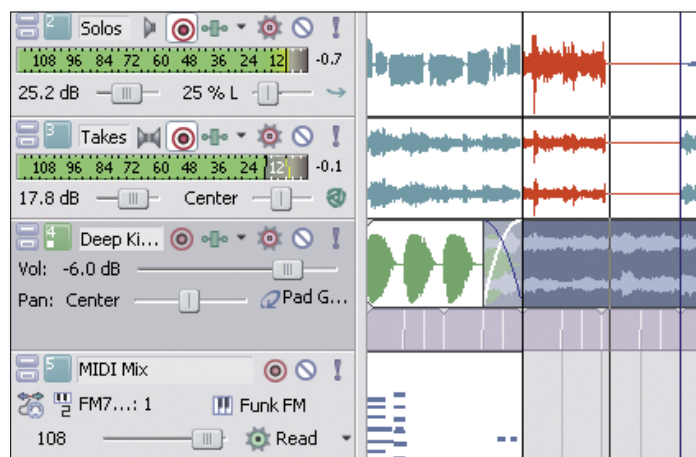 2 Solos
108 96 84 72 60 48 36 24 12 -0.7
25.2 dB 25 % L
3 Takes
108 96 84 72 60 48 36 24 12 -0.1
17.8 dB Center
4 Deep Ki...
Vol: -6.0 dB
Pan: Center Pad G...
5 MIDI Mix
2 FM7...: 1 Funk FM
108 Read